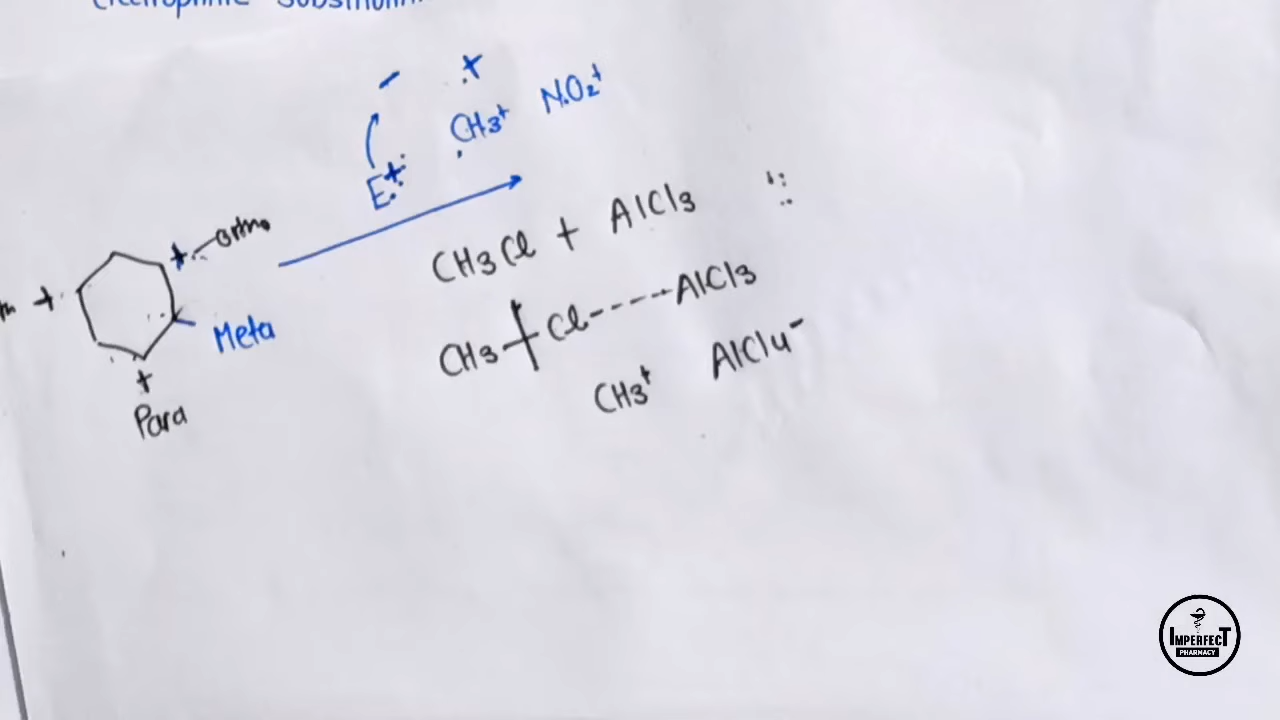 - +
CH3+ NO2+
E+
ortho
+
m +
Meta
+
Para
CH3Cl + AlCl3
CH3 Cl----AlCl3
CH3+ AlCl4-
IMPERFECT
PHARMACY